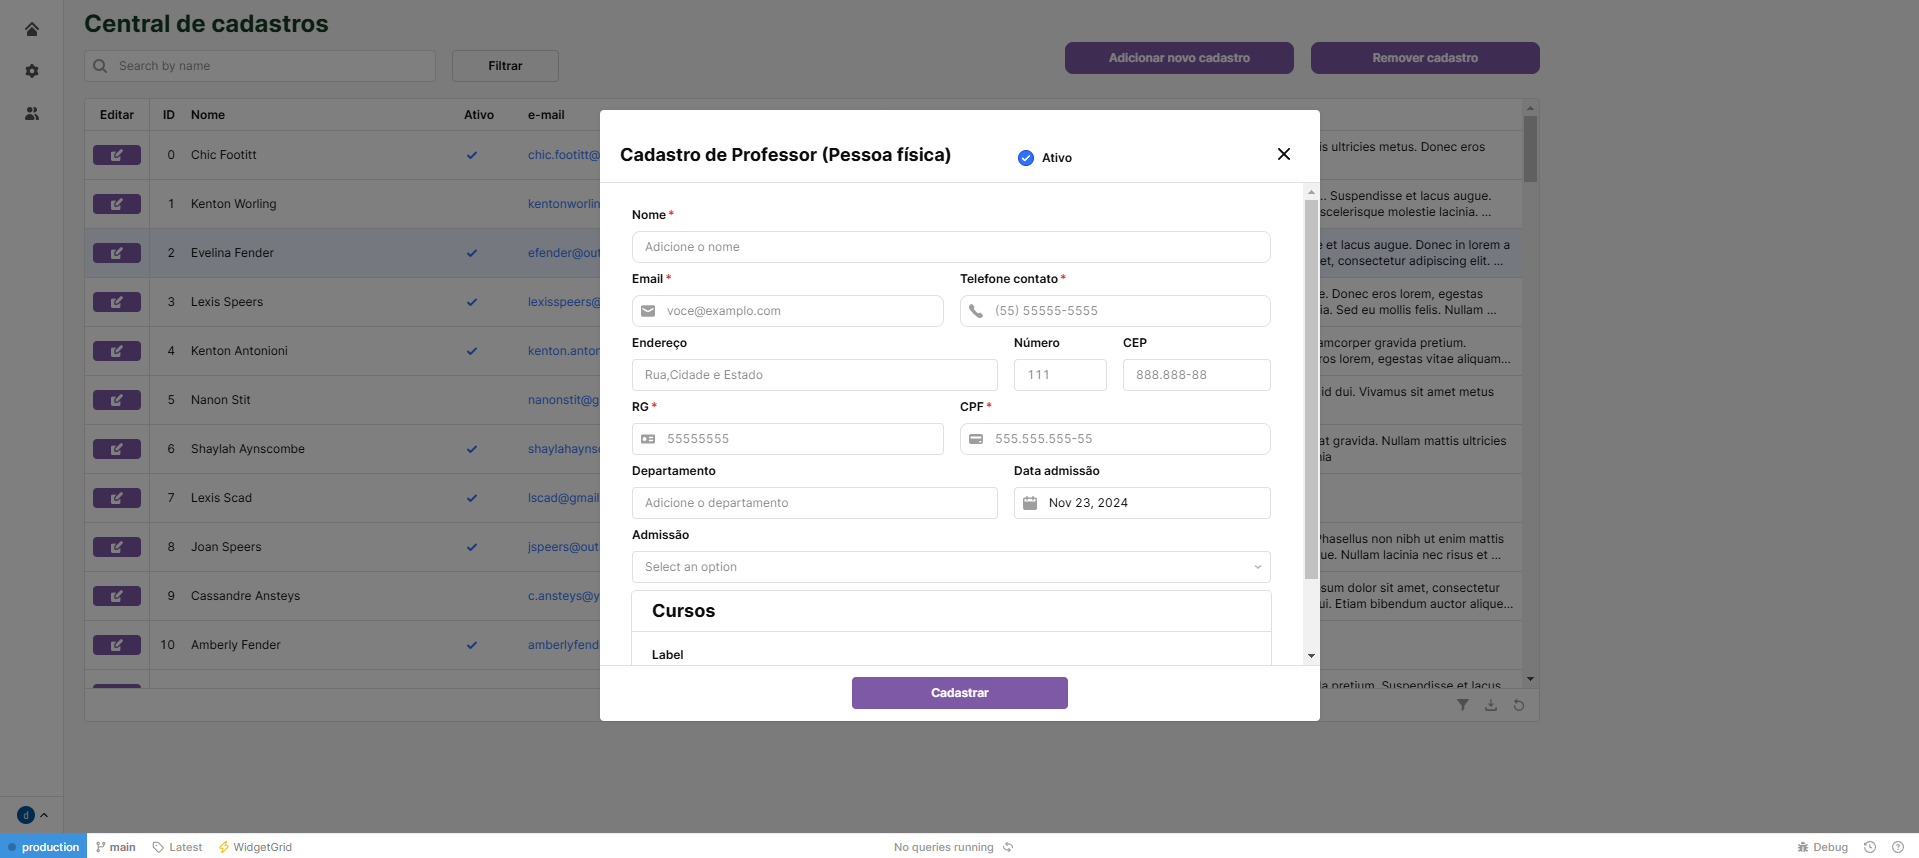 Central de cadastros
Search by name
Filtrar
Adicionar novo cadastro
Remover cadastro
Editar ID Nome Ativo e-mail
0 Chic Footitt chic.footitt@
is ultricies metus. Donec eros
1 Kenton Worling kentonworlin
.. Suspendisse et lacus augue.
scelerisque molestie lacinia. ...
2 Evelina Fender efender@out
e et lacus augue. Donec in lorem a
et, consectetur adipiscing elit. ...
3 Lexis Speers lexisspeers@
e. Donec eros lorem, egestas
ia. Sed eu mollis felis. Nullam ...
4 Kenton Antonioni kenton.antor
amcorper gravida pretium.
ros lorem, egestas vitae aliquam...
5 Nanon Stit nanonstit@g
id dui. Vivamus sit amet metus
6 Shaylah Aynscombe shaylahaynso
at gravida. Nullam mattis ultricies
nia
7 Lexis Scad lscad@gmail
8 Joan Speers jspeers@out
Phasellus non nibh ut enim mattis
ue. Nullam lacinia nec risus et ...
9 Cassandre Ansteys c.ansteys@y
sum dolor sit amet, consectetur
ui. Etiam bibendum auctor alique...
10 Amberly Fender amberlyfend
a pretium. Suspendisse et lacus
Cadastro de Professor (Pessoa física)
Ativo
Nome *
Adicione o nome
Email * Telefone contato *
voce@examplo.com (55) 55555-5555
Endereço Número CEP
Rua,Cidade e Estado 111 888.888-88
RG * CPF *
55555555 555.555.555-55
Departamento Data admissão
Adicione o departamento Nov 23, 2024
Admissão
Select an option
Cursos
Label
Cadastrar
d
production main Latest WidgetGrid No queries running Debug